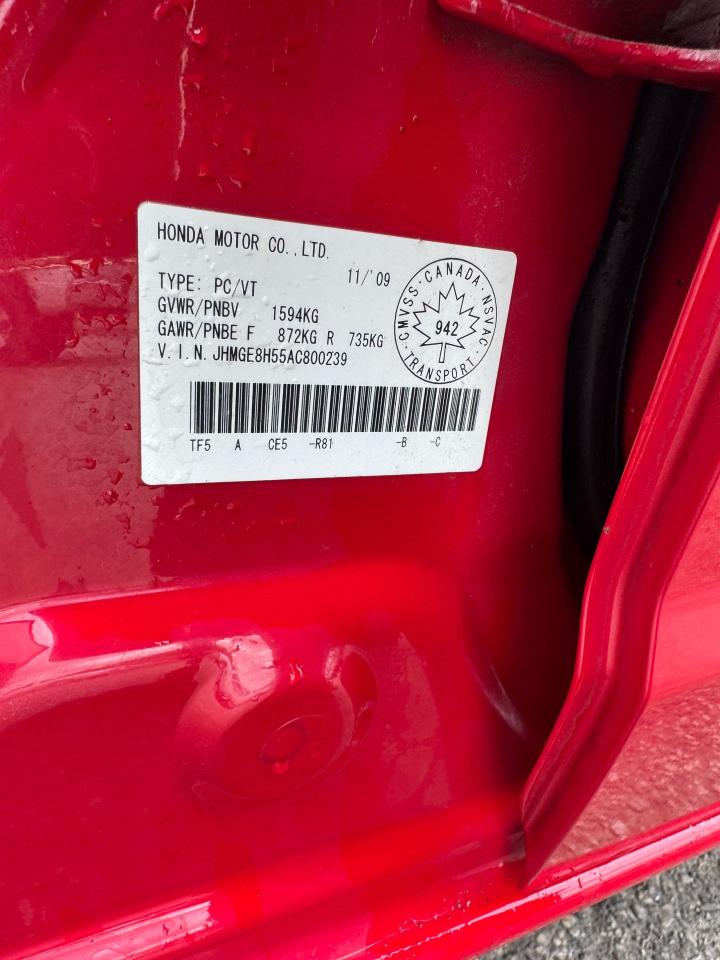 HONDA MOTOR CO.,LTD.
11/'09
TYPE: PC/VT
GVWR/PNBV 1594KG
GAWR/PNBE F 872KG R 735KG
V.I.N. JHMGE8H55AC800239
CMVSS · CANADA · NSVAC
942
· TRANSPORT ·
TF5 A CE5 -R81 -B -C